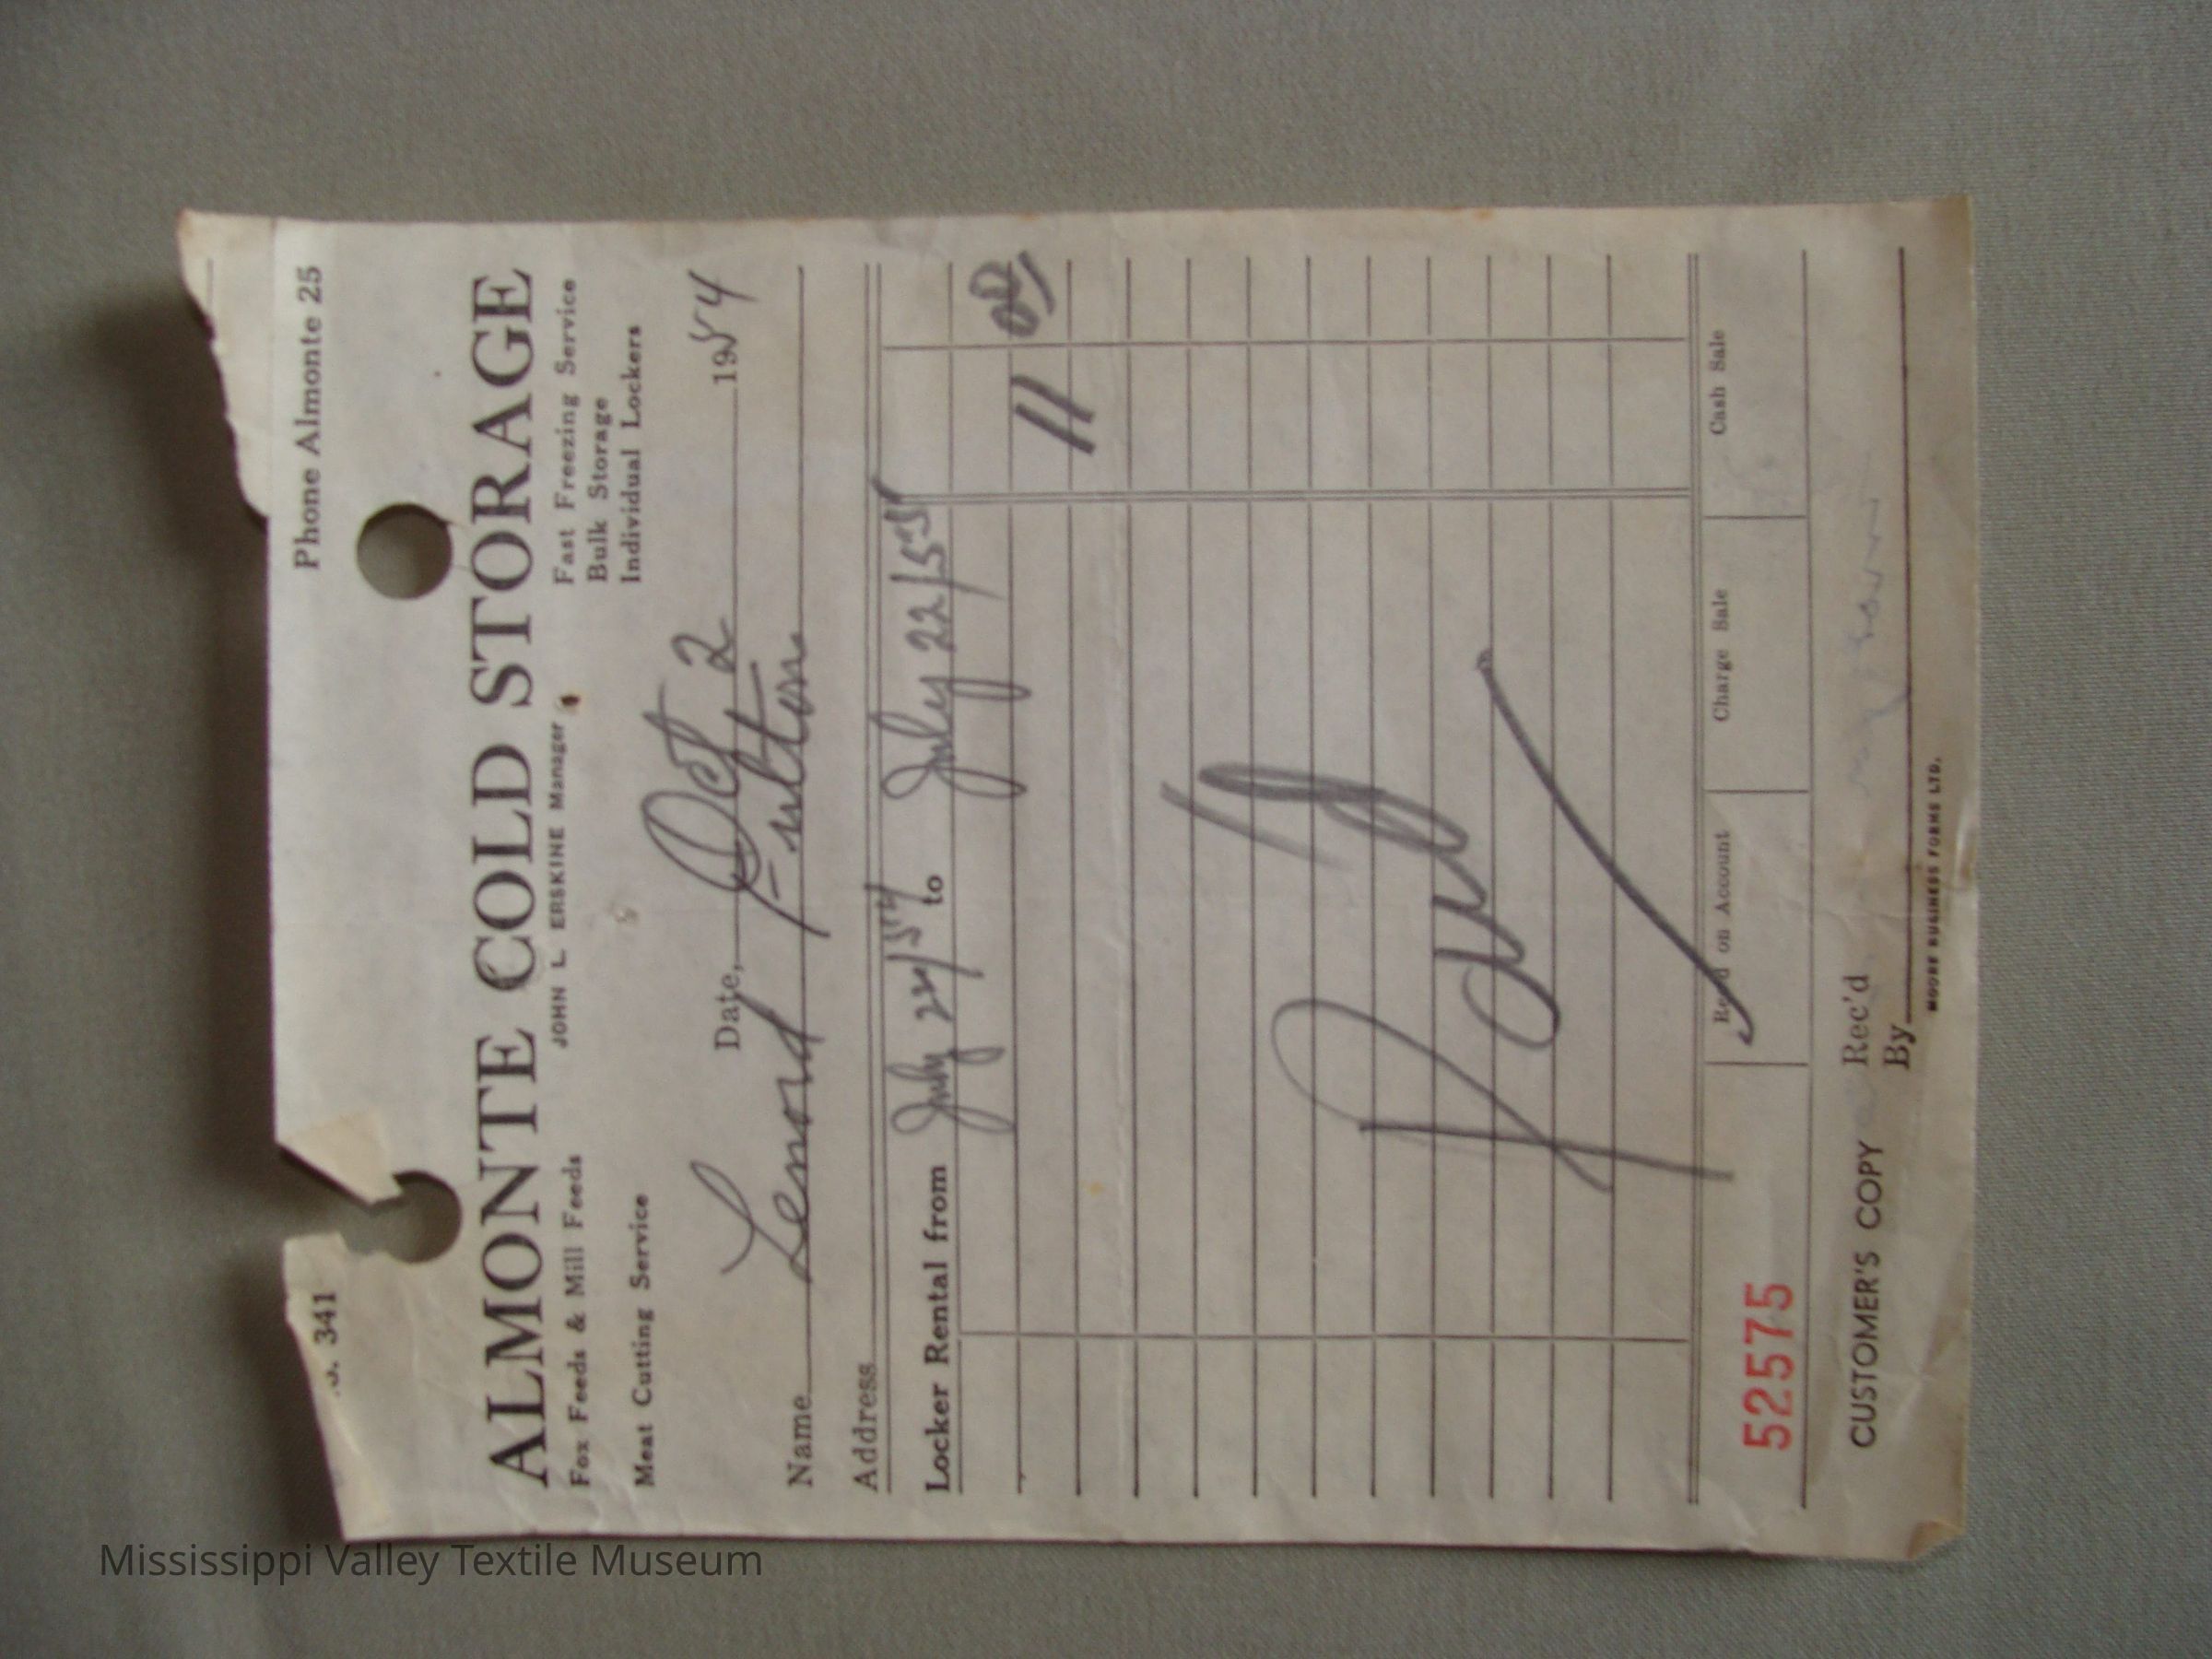 .o. 341 Phone Almonte 25
ALMONTE COLD STORAGE
JOHN L. ERSKINE Manager
Fox Feeds & Mill Feeds Fast Freezing Service
Bulk Storage
Meat Cutting Service Individual Lockers
Date, Oct 2 1954
Name Lenord Fulton
Address
Locker Rental from July 22/54 to July 22/55
11 00
Paid
Rec'd on Account Charge Sale Cash Sale
52575
CUSTOMER'S COPY Rec'd
By
MOORE BUSINESS FORMS LTD.
Mississippi Valley Textile Museum